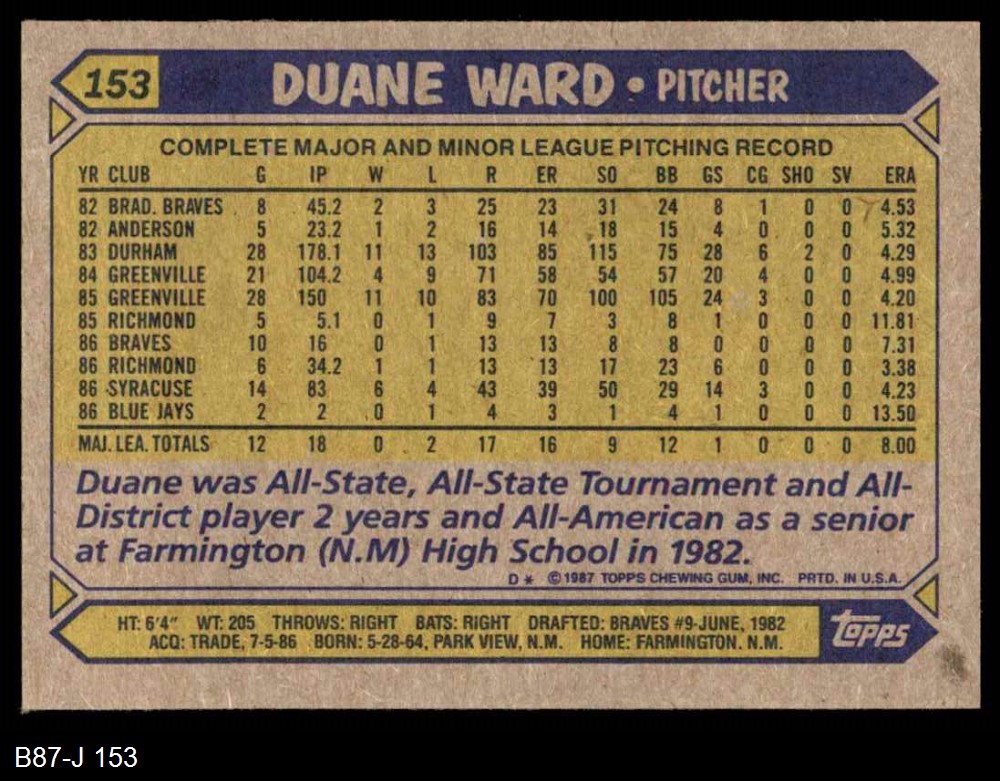 153 DUANE WARD • PITCHER
COMPLETE MAJOR AND MINOR LEAGUE PITCHING RECORD
YR CLUB G IP W L R ER SO BB GS CG SHO SV ERA
82 BRAD. BRAVES 8 45.2 2 3 25 23 31 24 8 1 0 0 4.53
82 ANDERSON 5 23.2 1 2 16 14 18 15 4 0 0 0 5.32
83 DURHAM 28 178.1 11 13 103 85 115 75 28 6 2 0 4.29
84 GREENVILLE 21 104.2 4 9 71 58 54 57 20 4 0 0 4.99
85 GREENVILLE 28 150 11 10 83 70 100 105 24 3 0 0 4.20
85 RICHMOND 5 5.1 0 1 9 7 3 8 1 0 0 0 11.81
86 BRAVES 10 16 0 1 13 13 8 8 0 0 0 0 7.31
86 RICHMOND 6 34.2 1 1 13 13 17 23 6 0 0 0 3.38
86 SYRACUSE 14 83 6 4 43 39 50 29 14 3 0 0 4.23
86 BLUE JAYS 2 2 0 1 4 3 1 4 1 0 0 0 13.50
MAJ. LEA. TOTALS 12 18 0 2 17 16 9 12 1 0 0 0 8.00
Duane was All-State, All-State Tournament and All-
District player 2 years and All-American as a senior
at Farmington (N.M) High School in 1982.
D* ©1987 TOPPS CHEWING GUM, INC. PRTD. IN U.S.A.
HT: 6'4" WT: 205 THROWS: RIGHT BATS: RIGHT DRAFTED: BRAVES #9-JUNE, 1982
ACQ: TRADE, 7-5-86 BORN: 5-28-64, PARK VIEW, N.M. HOME: FARMINGTON. N.M.
TOPPS
B87-J 153